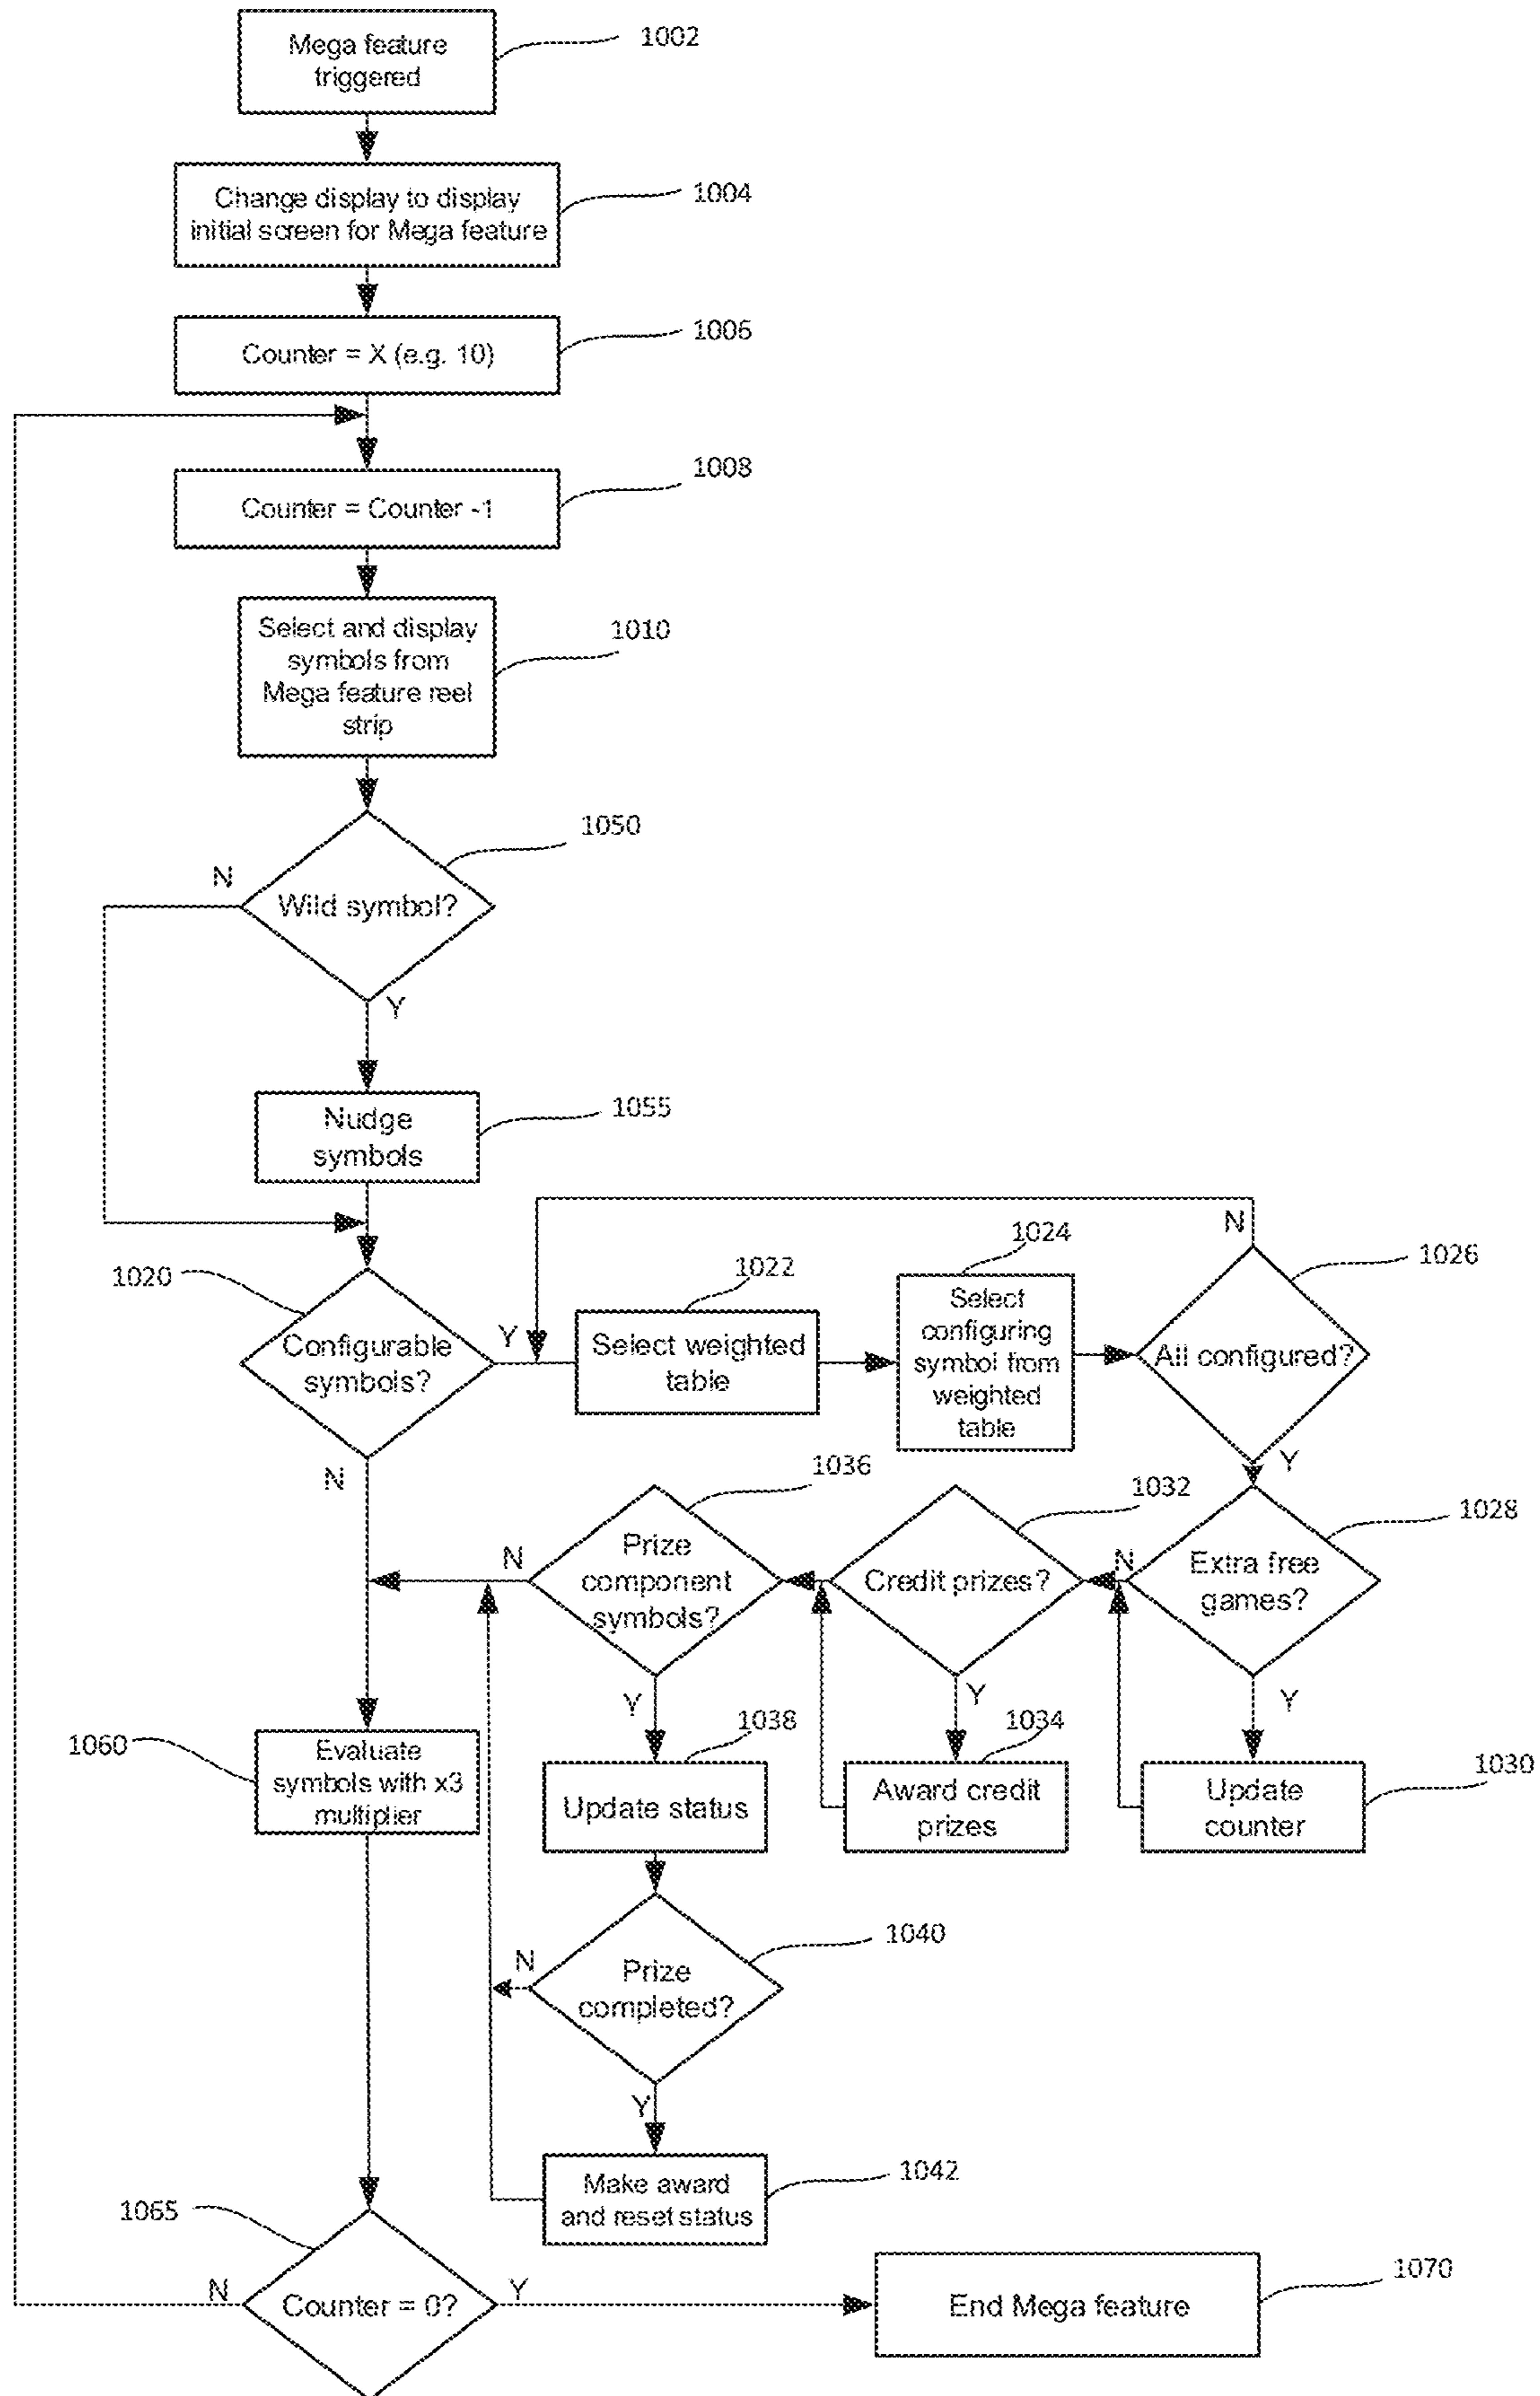 Mega feature
triggered
1002
Change display to display
initial screen for Mega feature
1004
Counter = X (e.g. 10)
1006
Counter = Counter -1
1008
Select and display
symbols from
Mega feature reel
strip
1010
Wild symbol?
1050
N
Y
Nudge
symbols
1055
Configurable
symbols?
1020
Y
N
Select weighted
table
1022
Select
configuring
symbol from
weighted
table
1024
All configured?
1026
N
Y
Extra free
games?
1028
N
Y
Update
counter
1030
Credit prizes?
1032
Y
Award credit
prizes
1034
Prize
component
symbols?
1036
N
Y
Update status
1038
Prize
completed?
1040
N
Y
Make award
and reset status
1042
Evaluate
symbols with x3
multiplier
1060
Counter = 0?
1065
N
Y
End Mega feature
1070